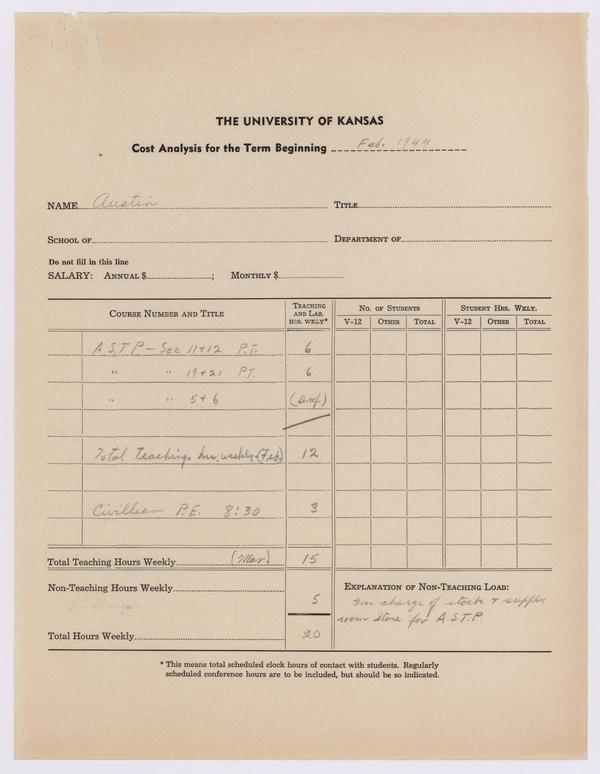 THE UNIVERSITY OF KANSAS
Cost Analysis for the Term Beginning Feb. 1944
NAME Austin TITLE
SCHOOL OF DEPARTMENT OF
Do not fill in this line
SALARY: ANNUAL $ ; MONTHLY $
COURSE NUMBER AND TITLE TEACHING AND LAB. HRS. WKLY* NO. OF STUDENTS STUDENT HRS. WKLY.
V-12 OTHER TOTAL V-12 OTHER TOTAL
A.S.T.P. — Sec 11+12 P.T. 6
" " 19+21 P.T. 6
" " 5+6 (Drop)
Total Teachings hrs. weekly (Feb) 12
Civillian P.E. 8:30 3
Total Teaching Hours Weekly (Mar.) 15
Non-Teaching Hours Weekly 5
EXPLANATION OF NON-TEACHING LOAD:
In charge of stock & supply
room store for A.S.T.P.
Total Hours Weekly 20
* This means total scheduled clock hours of contact with students. Regularly
scheduled conference hours are to be included, but should be so indicated.